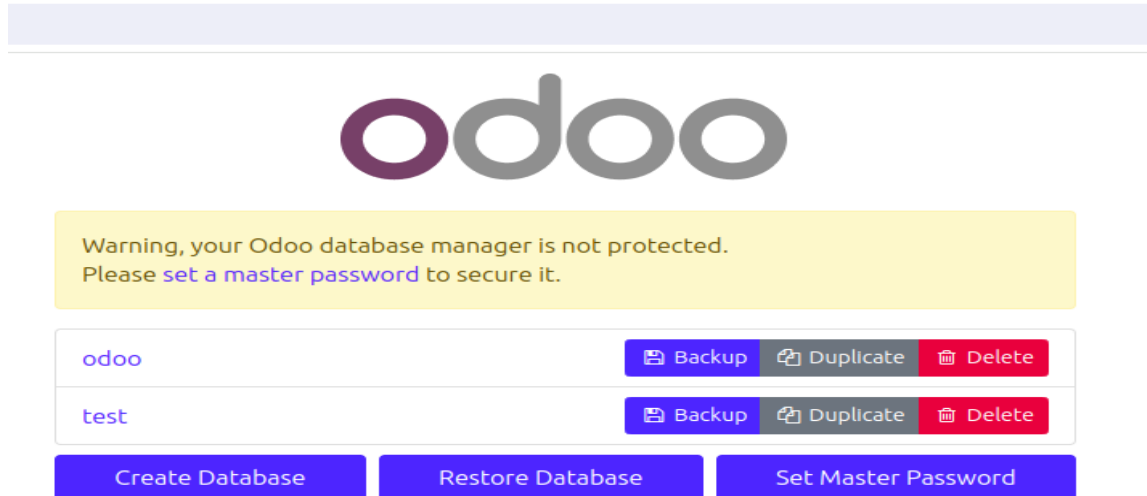 odoo
Warning, your Odoo database manager is not protected.
Please set a master password to secure it.
odoo Backup Duplicate Delete
test Backup Duplicate Delete
Create Database Restore Database Set Master Password